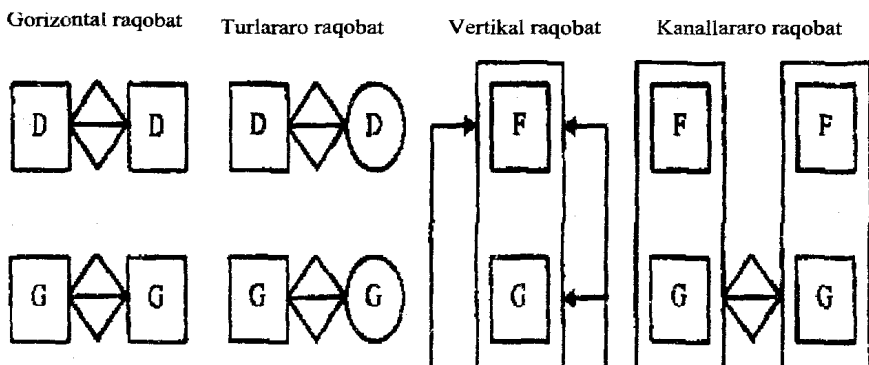 Gorizontal raqobat Turlararo raqobat Vertikal raqobat Kanallararo raqobat
D D D D F F F
G G G G G G G